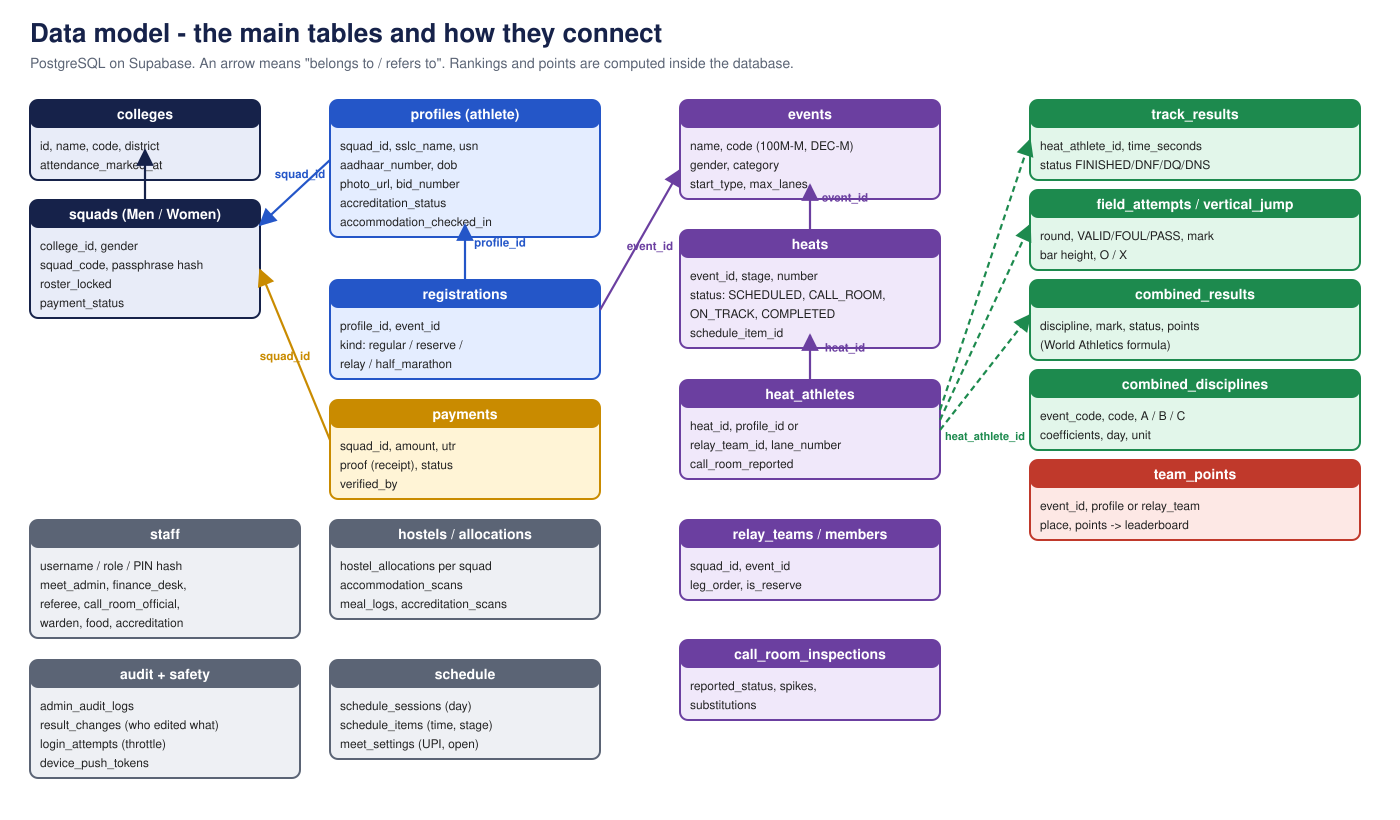 Data model - the main tables and how they connect
PostgreSQL on Supabase. An arrow means "belongs to / refers to". Rankings and points are computed inside the database.
colleges
id, name, code, district
attendance_marked_at
squads (Men / Women)
college_id, gender
squad_code, passphrase hash
roster_locked
payment_status
squad_id
squad_id
profiles (athlete)
squad_id, sslc_name, usn
aadhaar_number, dob
photo_url, bid_number
accreditation_status
accommodation_checked_in
profile_id
registrations
profile_id, event_id
kind: regular / reserve /
relay / half_marathon
payments
squad_id, amount, utr
proof (receipt), status
verified_by
event_id
events
name, code (100M-M, DEC-M)
gender, category
start_type, max_lanes
event_id
heats
event_id, stage, number
status: SCHEDULED, CALL_ROOM,
ON_TRACK, COMPLETED
schedule_item_id
heat_id
heat_athletes
heat_id, profile_id or
relay_team_id, lane_number
call_room_reported
heat_athlete_id
track_results
heat_athlete_id, time_seconds
status FINISHED/DNF/DQ/DNS
field_attempts / vertical_jump
round, VALID/FOUL/PASS, mark
bar height, O / X
combined_results
discipline, mark, status, points
(World Athletics formula)
combined_disciplines
event_code, code, A / B / C
coefficients, day, unit
team_points
event_id, profile or relay_team
place, points -> leaderboard
staff
username / role / PIN hash
meet_admin, finance_desk,
referee, call_room_official,
warden, food, accreditation
hostels / allocations
hostel_allocations per squad
accommodation_scans
meal_logs, accreditation_scans
relay_teams / members
squad_id, event_id
leg_order, is_reserve
audit + safety
admin_audit_logs
result_changes (who edited what)
login_attempts (throttle)
device_push_tokens
schedule
schedule_sessions (day)
schedule_items (time, stage)
meet_settings (UPI, open)
call_room_inspections
reported_status, spikes,
substitutions